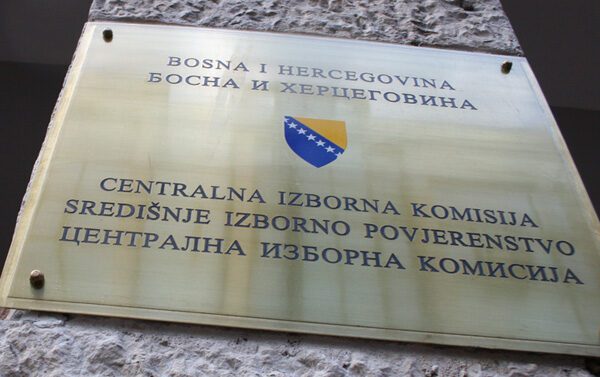 BOSNA I HERCEGOVINA
БОСНА И ХЕРЦЕГОВИНА
CENTRALNA IZBORNA KOMISIJA
SREDIŠNJE IZBORNO POVJERENSTVO
ЦЕНТРАЛНА ИЗБОРНА КОМИСИЈА